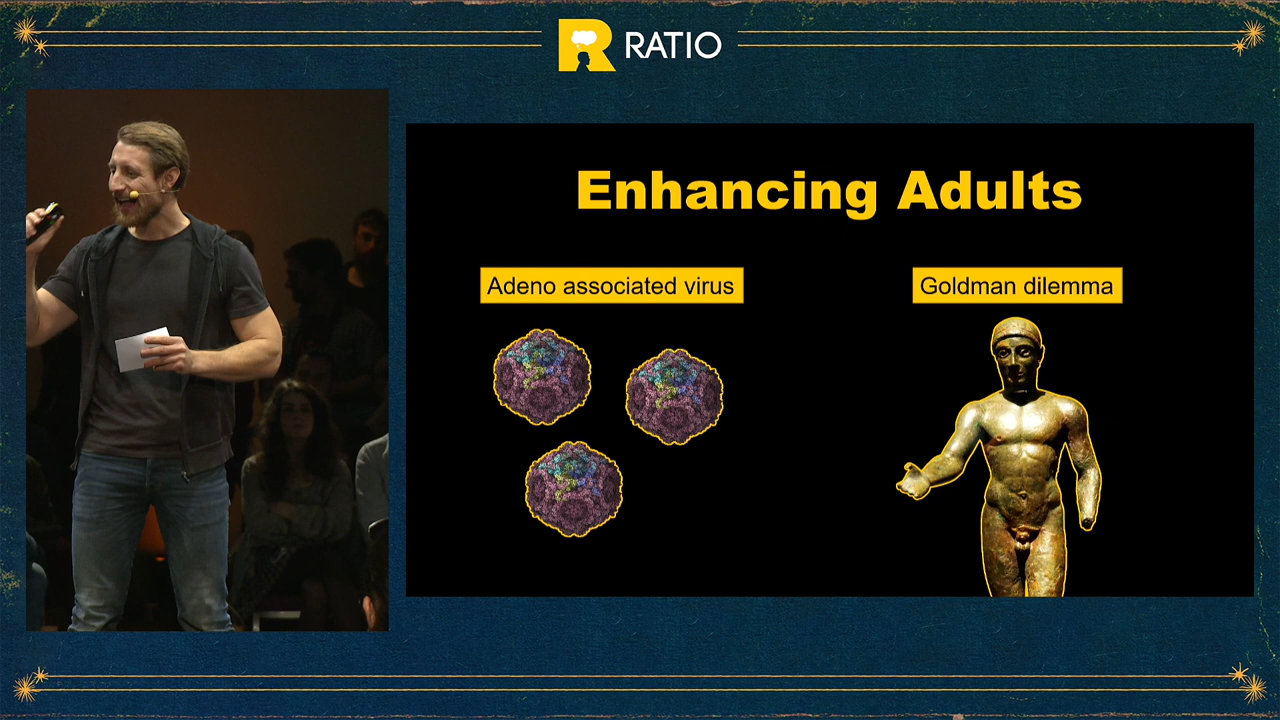 R RATIO
Enhancing Adults
Adeno associated virus
Goldman dilemma